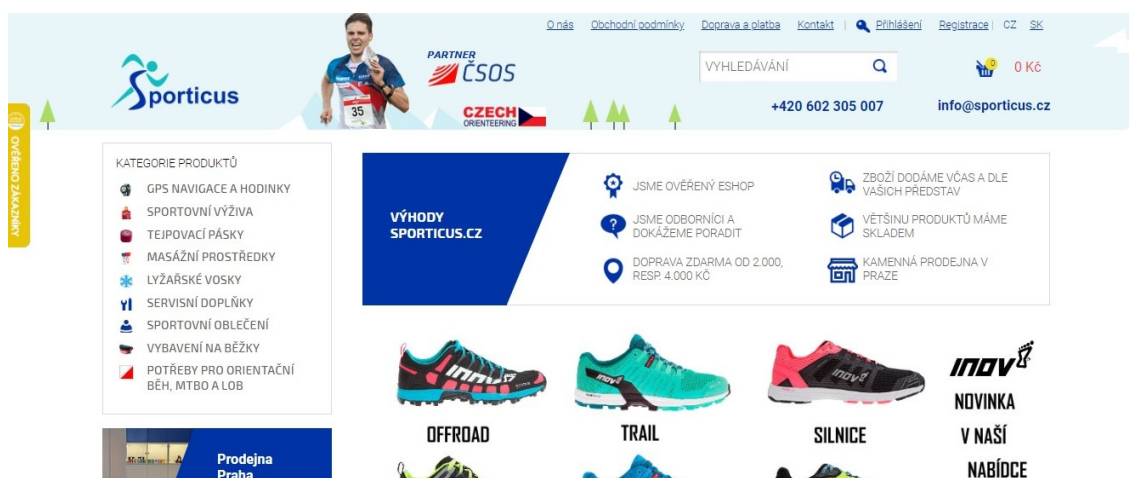 O nás Obchodní podmínky Doprava a platba Kontakt | Přihlášení Registrace | CZ SK
PARTNER
ČSOS
VYHLEDÁVÁNÍ
0
0 Kč
Sporticus
35
CZECH
ORIENTEERING
+420 602 305 007
info@sporticus.cz
OVĚŘENO ZÁKAZNÍKY
KATEGORIE PRODUKTŮ
GPS NAVIGACE A HODINKY
SPORTOVNÍ VÝŽIVA
TEJPOVACÍ PÁSKY
MASÁŽNÍ PROSTŘEDKY
LYŽAŘSKÉ VOSKY
SERVISNÍ DOPLŇKY
SPORTOVNÍ OBLEČENÍ
VYBAVENÍ NA BĚŽKY
POTŘEBY PRO ORIENTAČNÍ
BĚH, MTBO A LOB
VÝHODY
SPORTICUS.CZ
JSME OVĚŘENÝ ESHOP
JSME ODBORNÍCI A
DOKÁŽEME PORADIT
DOPRAVA ZDARMA OD 2.000,
RESP. 4.000 KČ
ZBOŽÍ DODÁME VČAS A DLE
VAŠICH PŘEDSTAV
VĚTŠINU PRODUKTŮ MÁME
SKLADEM
KAMENNÁ PRODEJNA V
PRAZE
INOV8
NOVINKA
V NAŠÍ
NABÍDCE
OFFROAD
TRAIL
SILNICE
Prodejna
Praha